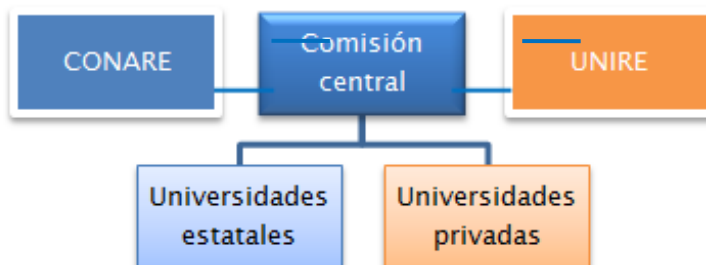 CONARE
Comisión
central
UNIRE
Universidades
estatales
Universidades
privadas